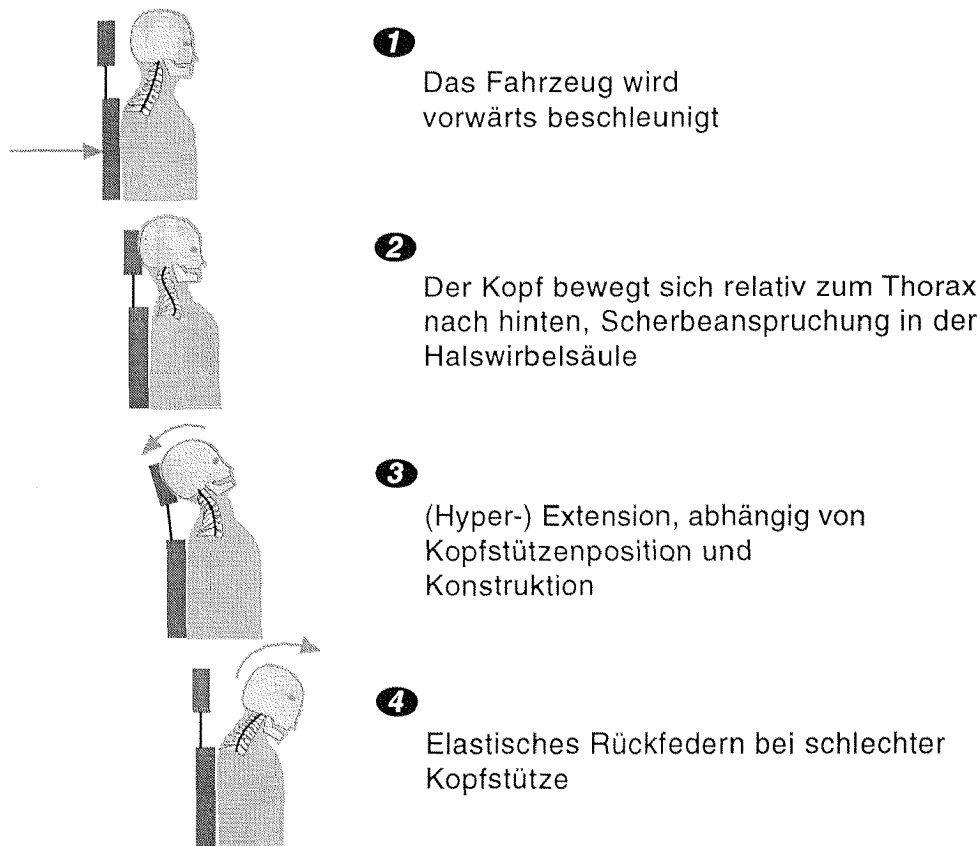 1
Das Fahrzeug wird
vorwärts beschleunigt
2
Der Kopf bewegt sich relativ zum Thorax
nach hinten, Scherbeanspruchung in der
Halswirbelsäule
3
(Hyper-) Extension, abhängig von
Kopfstützenposition und
Konstruktion
4
Elastisches Rückfedern bei schlechter
Kopfstütze